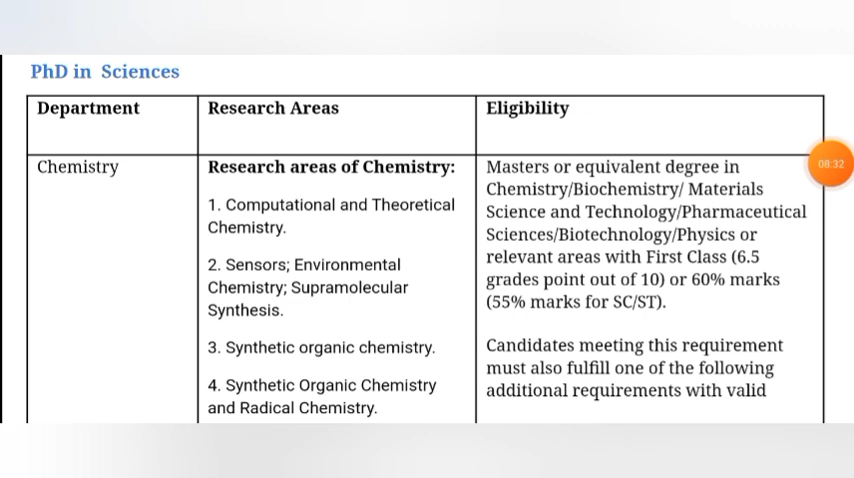 PhD in Sciences
Department
Research Areas
Eligibility
Chemistry
Research areas of Chemistry:
1. Computational and Theoretical
Chemistry.
2. Sensors; Environmental
Chemistry; Supramolecular
Synthesis.
3. Synthetic organic chemistry.
4. Synthetic Organic Chemistry
and Radical Chemistry.
Masters or equivalent degree in
Chemistry/Biochemistry/ Materials
Science and Technology/Pharmaceutical
Sciences/Biotechnology/Physics or
relevant areas with First Class (6.5
grades point out of 10) or 60% marks
(55% marks for SC/ST).
Candidates meeting this requirement
must also fulfill one of the following
additional requirements with valid
08:32